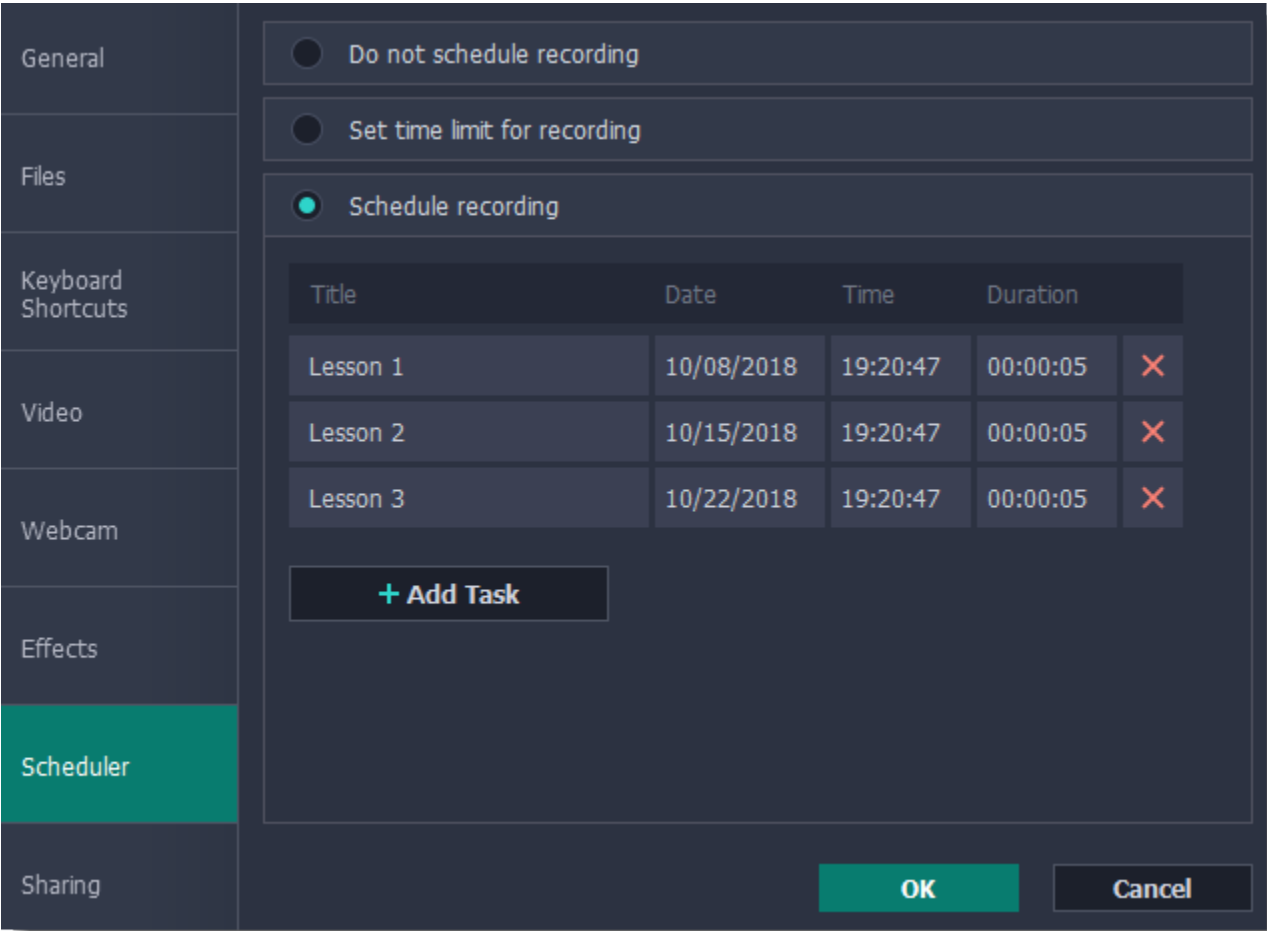 General
Files
Keyboard
Shortcuts
Video
Webcam
Effects
Scheduler
Sharing
Do not schedule recording
Set time limit for recording
Schedule recording
Title Date Time Duration
Lesson 1 10/08/2018 19:20:47 00:00:05
Lesson 2 10/15/2018 19:20:47 00:00:05
Lesson 3 10/22/2018 19:20:47 00:00:05
+ Add Task
OK Cancel